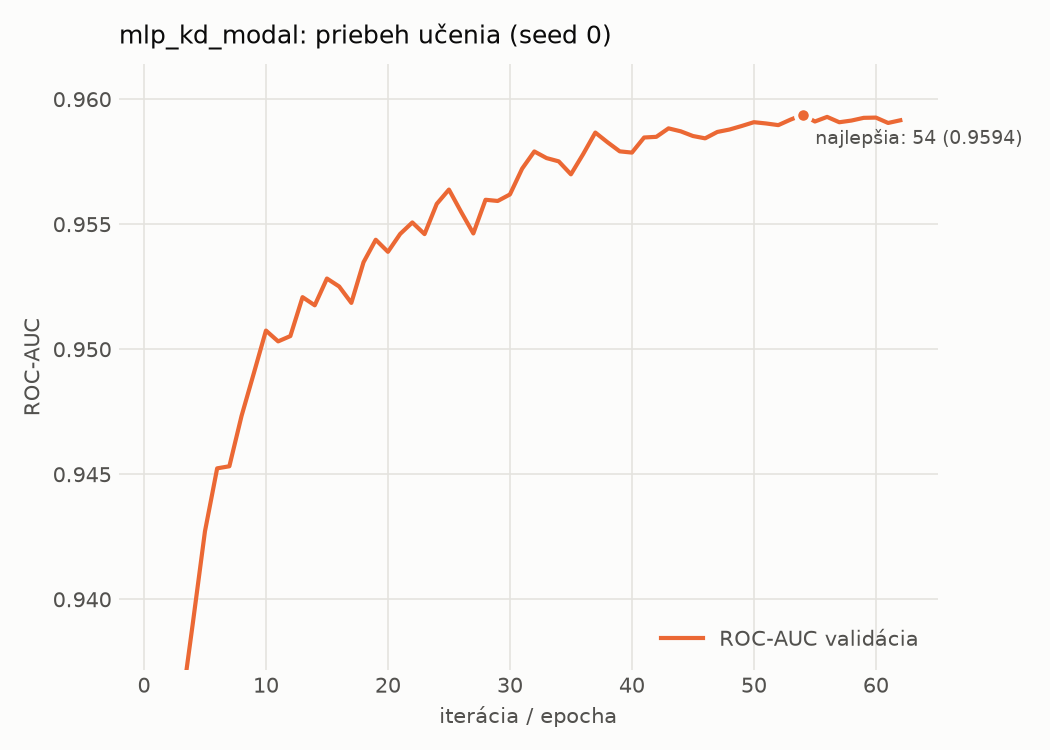 mlp_kd_modal: priebeh učenia (seed 0)
0.960
0.955
0.950
0.945
0.940
ROC-AUC
najlepšia: 54 (0.9594)
ROC-AUC validácia
0 10 20 30 40 50 60
iterácia / epocha